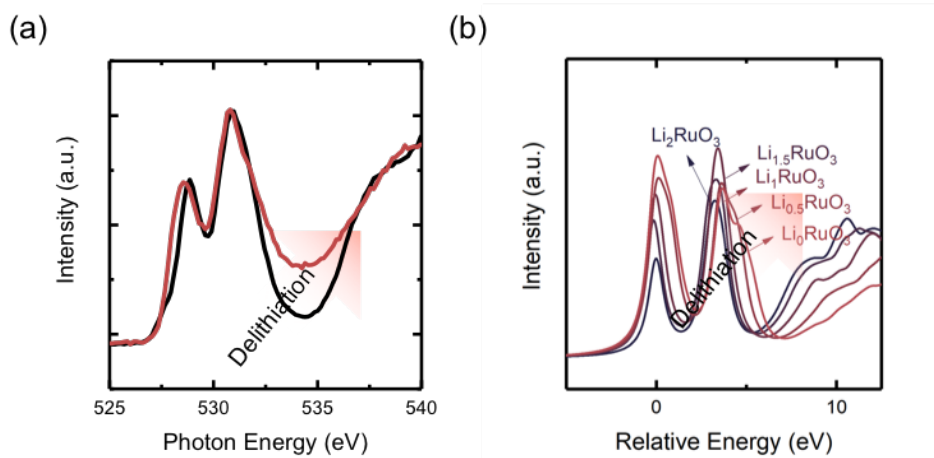 (a)
Intensity (a.u.)
Delithiation
525
530
535
540
Photon Energy (eV)
(b)
Intensity (a.u.)
Li₂RuO₃
Li₁.₅RuO₃
Li₁RuO₃
Li₀.₅RuO₃
Li₀RuO₃
Delithiation
0
10
Relative Energy (eV)